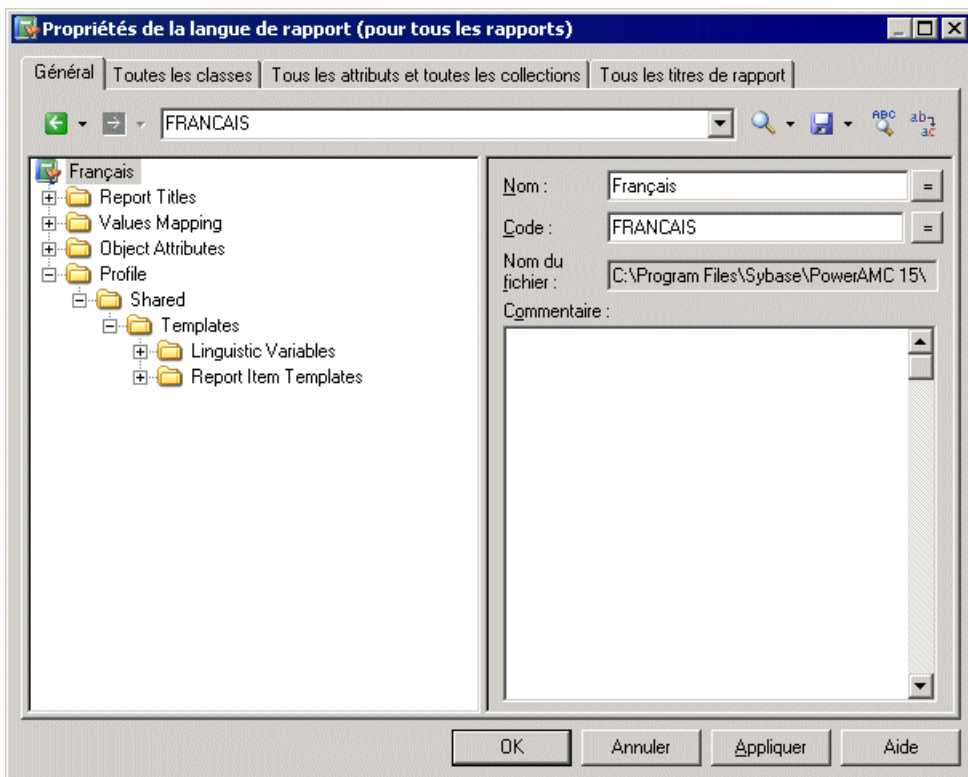 Propriétés de la langue de rapport (pour tous les rapports)
Général Toutes les classes Tous les attributs et toutes les collections Tous les titres de rapport
FRANCAIS
ABC
ab
ac
Français
Report Titles
Values Mapping
Object Attributes
Profile
Shared
Templates
Linguistic Variables
Report Item Templates
Nom : Français =
Code : FRANCAIS =
Nom du
fichier : C:\Program Files\Sybase\PowerAMC 15\
Commentaire :
OK Annuler Appliquer Aide